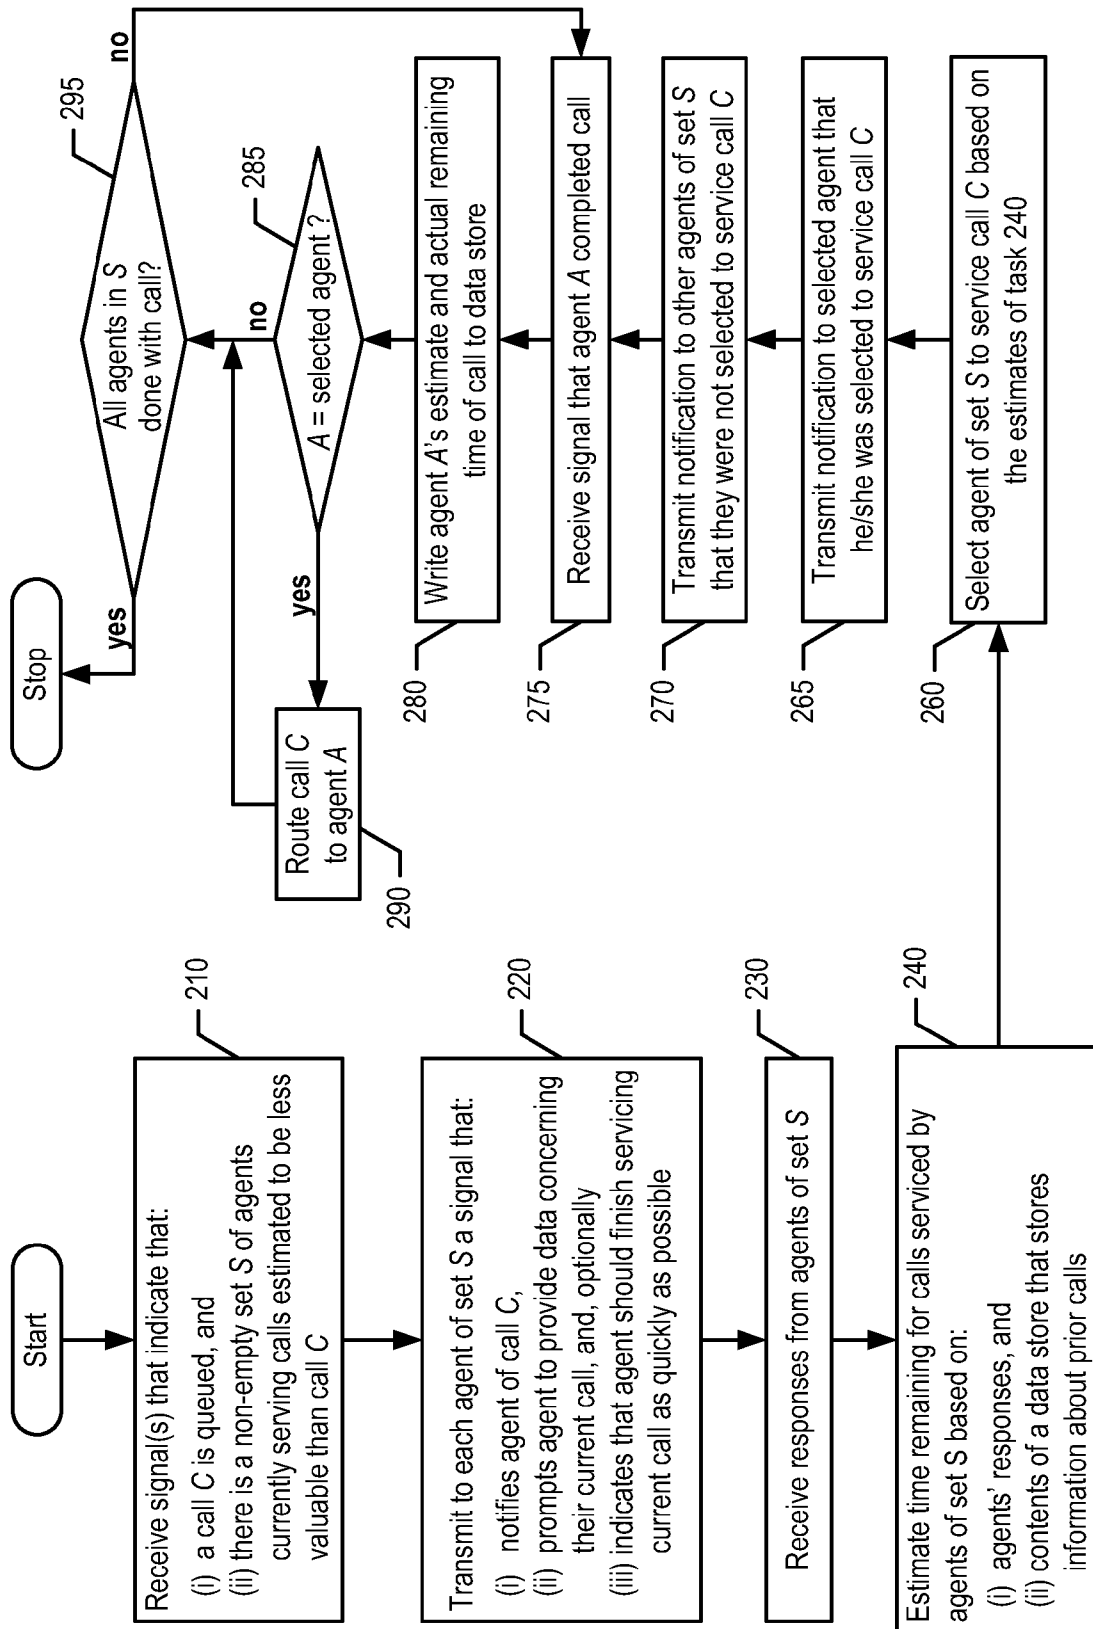 Start
Receive signal(s) that indicate that:
(i) a call C is queued, and
(ii) there is a non-empty set S of agents
currently serving calls estimated to be less
valuable than call C
210
Transmit to each agent of set S a signal that:
(i) notifies agent of call C,
(ii) prompts agent to provide data concerning
their current call, and, optionally
(iii) indicates that agent should finish servicing
current call as quickly as possible
220
Receive responses from agents of set S
230
Estimate time remaining for calls serviced by
agents of set S based on:
(i) agents' responses, and
(ii) contents of a data store that stores
information about prior calls
240
Select agent of set S to service call C based on
the estimates of task 240
260
Transmit notification to selected agent that
he/she was selected to service call C
265
Transmit notification to other agents of set S
that they were not selected to service call C
270
Receive signal that agent A completed call
275
Write agent A's estimate and actual remaining
time of call to data store
280
A = selected agent ?
285
yes
no
Route call C
to agent A
290
All agents in S
done with call?
295
yes
no
Stop